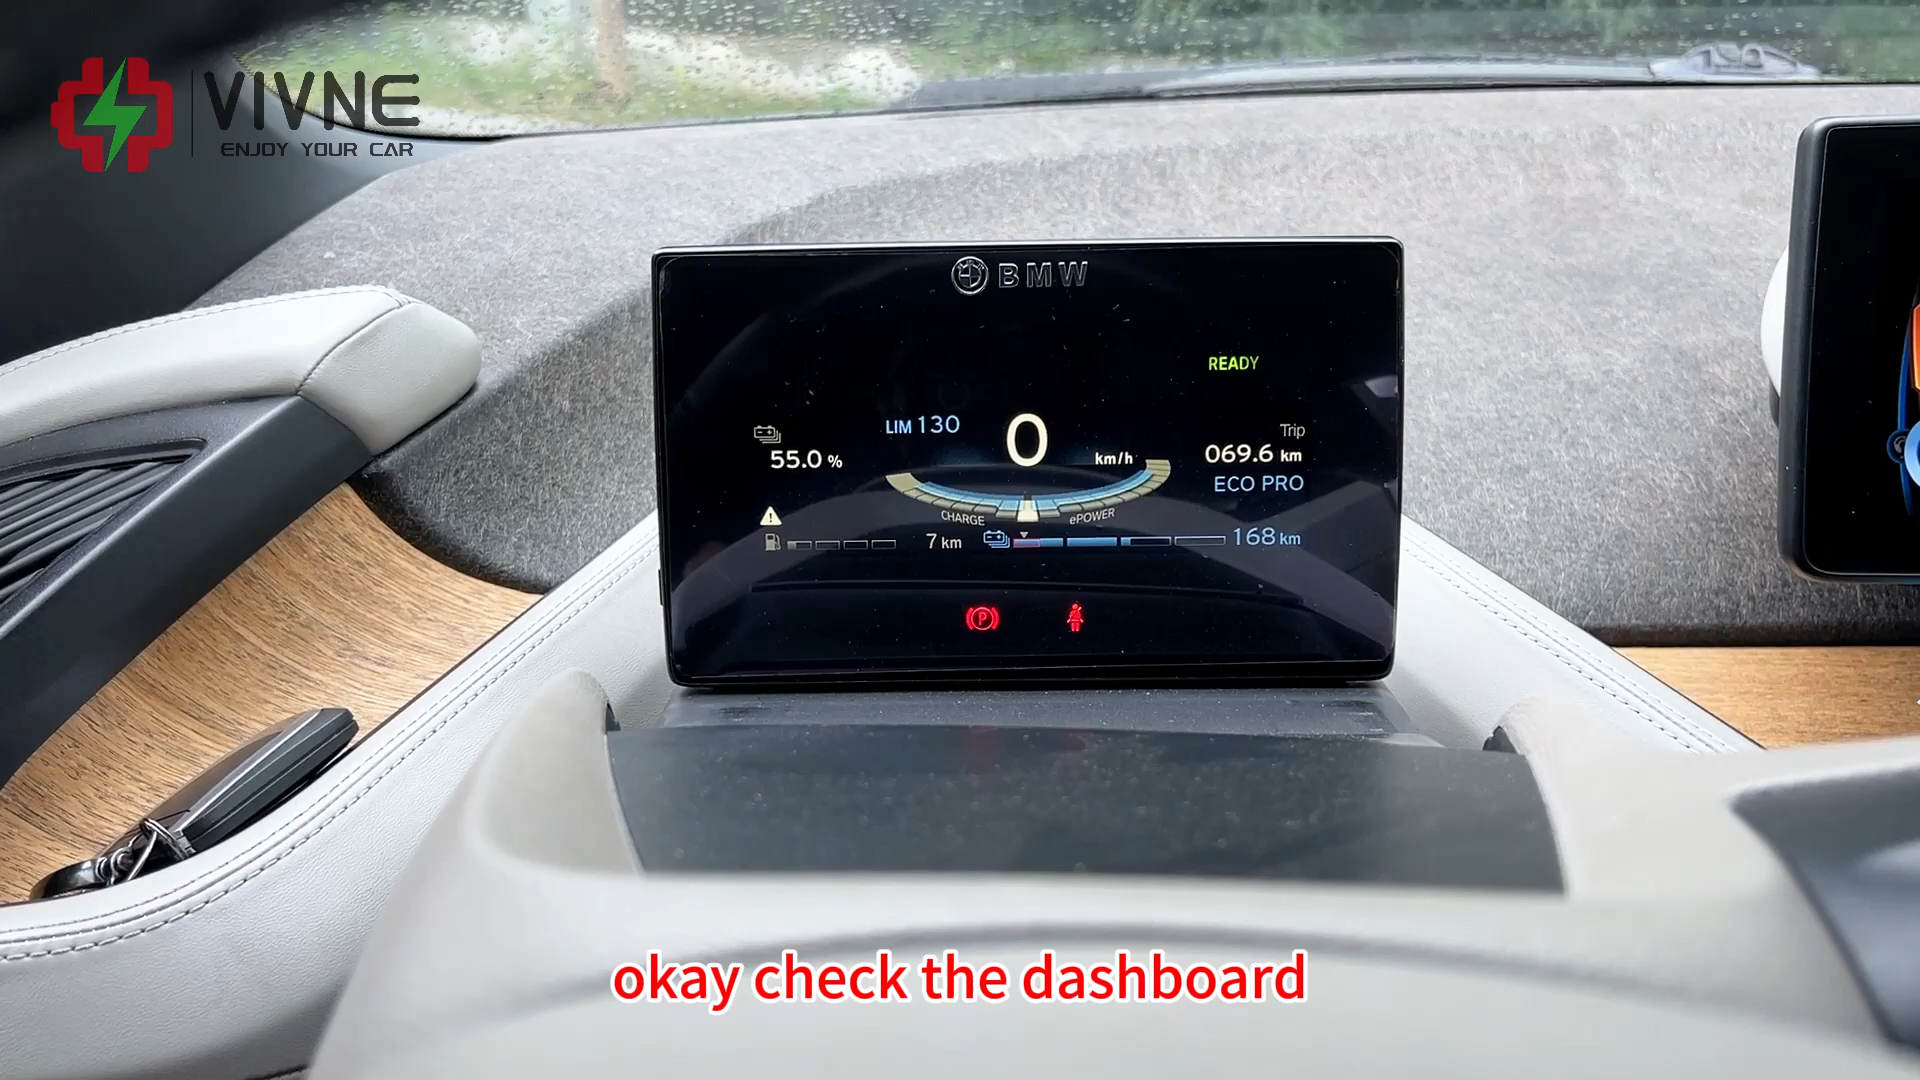 VIVNE
ENJOY YOUR CAR
BMW
READY
LIM 130
0
km/h
Trip
55.0 %
069.6 km
ECO PRO
CHARGE
ePOWER
7 km
168 km
P
okay check the dashboard